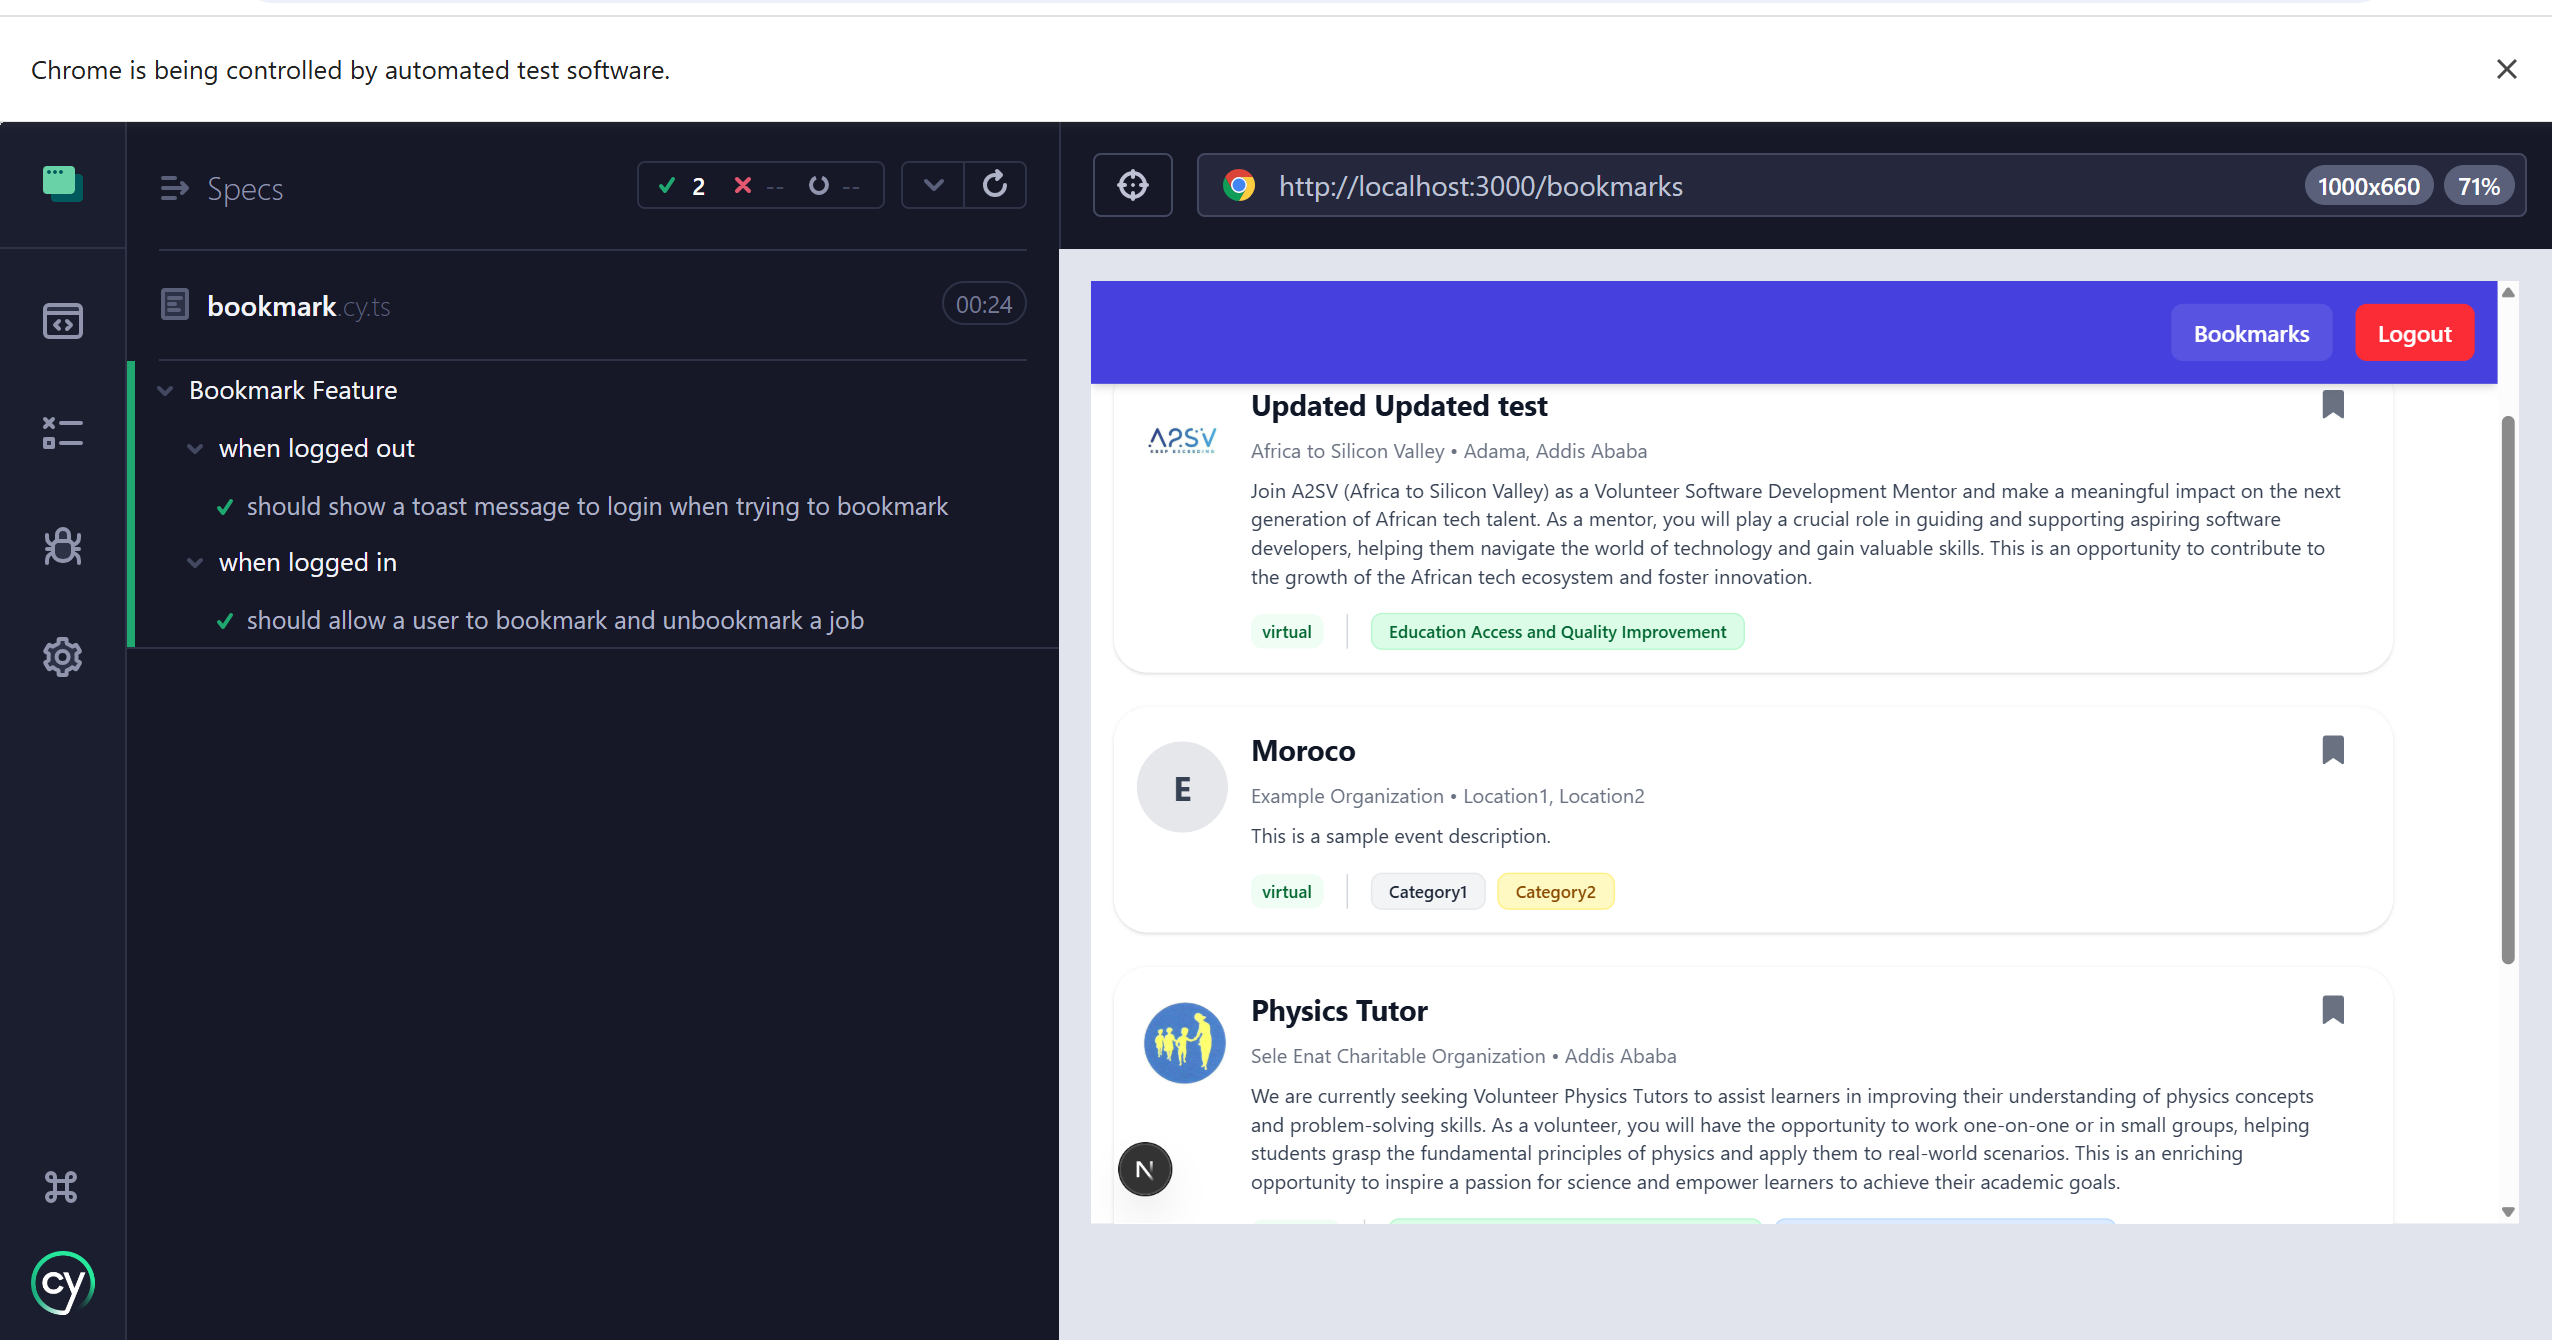 Chrome is being controlled by automated test software.
Specs
2 -- --
bookmark.cy.ts
00:24
Bookmark Feature
when logged out
should show a toast message to login when trying to bookmark
when logged in
should allow a user to bookmark and unbookmark a job
cy
http://localhost:3000/bookmarks
1000x660
71%
Bookmarks
Logout
A2SV
KEEP EXCEEDING
Updated Updated test
Africa to Silicon Valley • Adama, Addis Ababa
Join A2SV (Africa to Silicon Valley) as a Volunteer Software Development Mentor and make a meaningful impact on the next
generation of African tech talent. As a mentor, you will play a crucial role in guiding and supporting aspiring software
developers, helping them navigate the world of technology and gain valuable skills. This is an opportunity to contribute to
the growth of the African tech ecosystem and foster innovation.
virtual
Education Access and Quality Improvement
E
Moroco
Example Organization • Location1, Location2
This is a sample event description.
virtual
Category1
Category2
Physics Tutor
Sele Enat Charitable Organization • Addis Ababa
We are currently seeking Volunteer Physics Tutors to assist learners in improving their understanding of physics concepts
and problem-solving skills. As a volunteer, you will have the opportunity to work one-on-one or in small groups, helping
students grasp the fundamental principles of physics and apply them to real-world scenarios. This is an enriching
opportunity to inspire a passion for science and empower learners to achieve their academic goals.
N